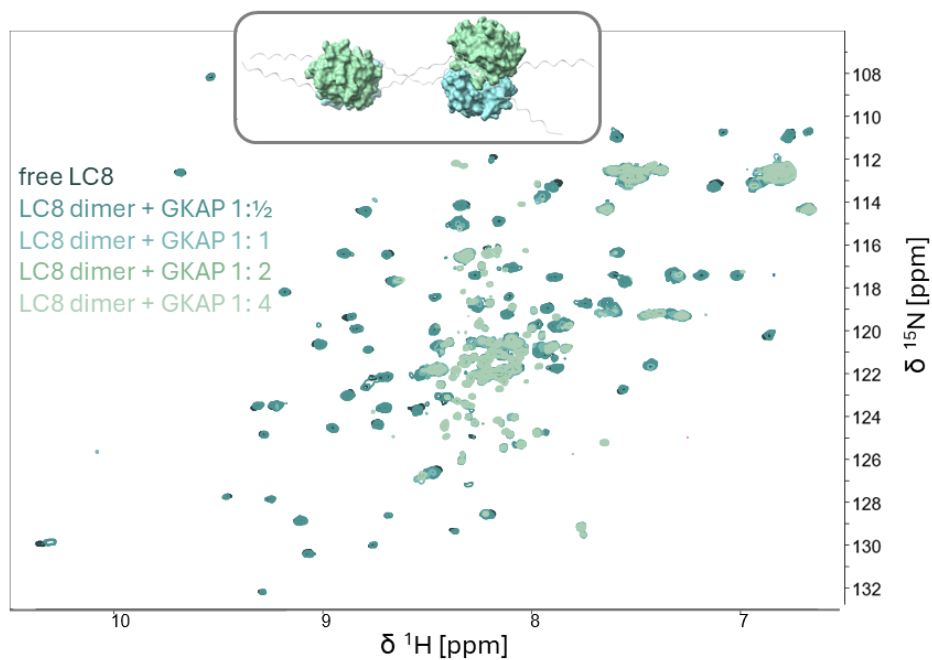 free LC8
LC8 dimer + GKAP 1:½
LC8 dimer + GKAP 1: 1
LC8 dimer + GKAP 1: 2
LC8 dimer + GKAP 1: 4
108
110
112
114
116
118
120
122
124
126
128
130
132
δ ¹⁵N [ppm]
10
9
8
7
δ ¹H [ppm]